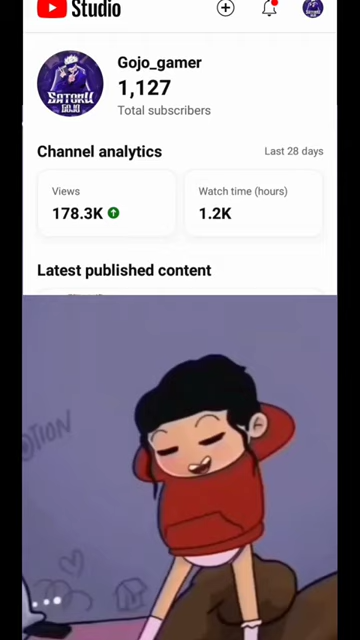 Studio
Gojo_gamer
1,127
Total subscribers
SATORU
GOJO
Channel analytics
Last 28 days
Views
Watch time (hours)
178.3K
1.2K
Latest published content